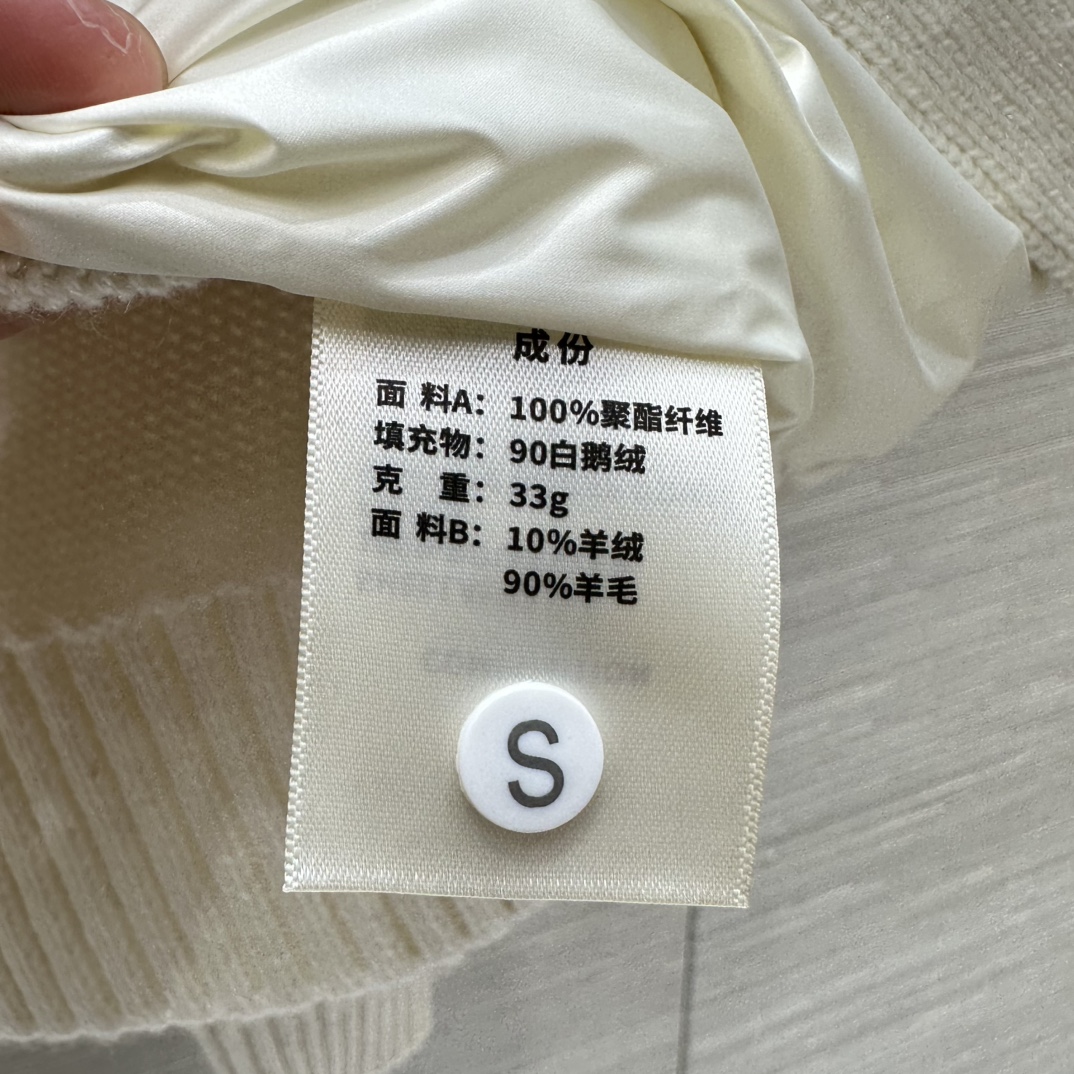 成份
面 料A: 100%聚酯纤维
填充物: 90白鹅绒
克 重: 33g
面 料B: 10%羊绒
90%羊毛
S